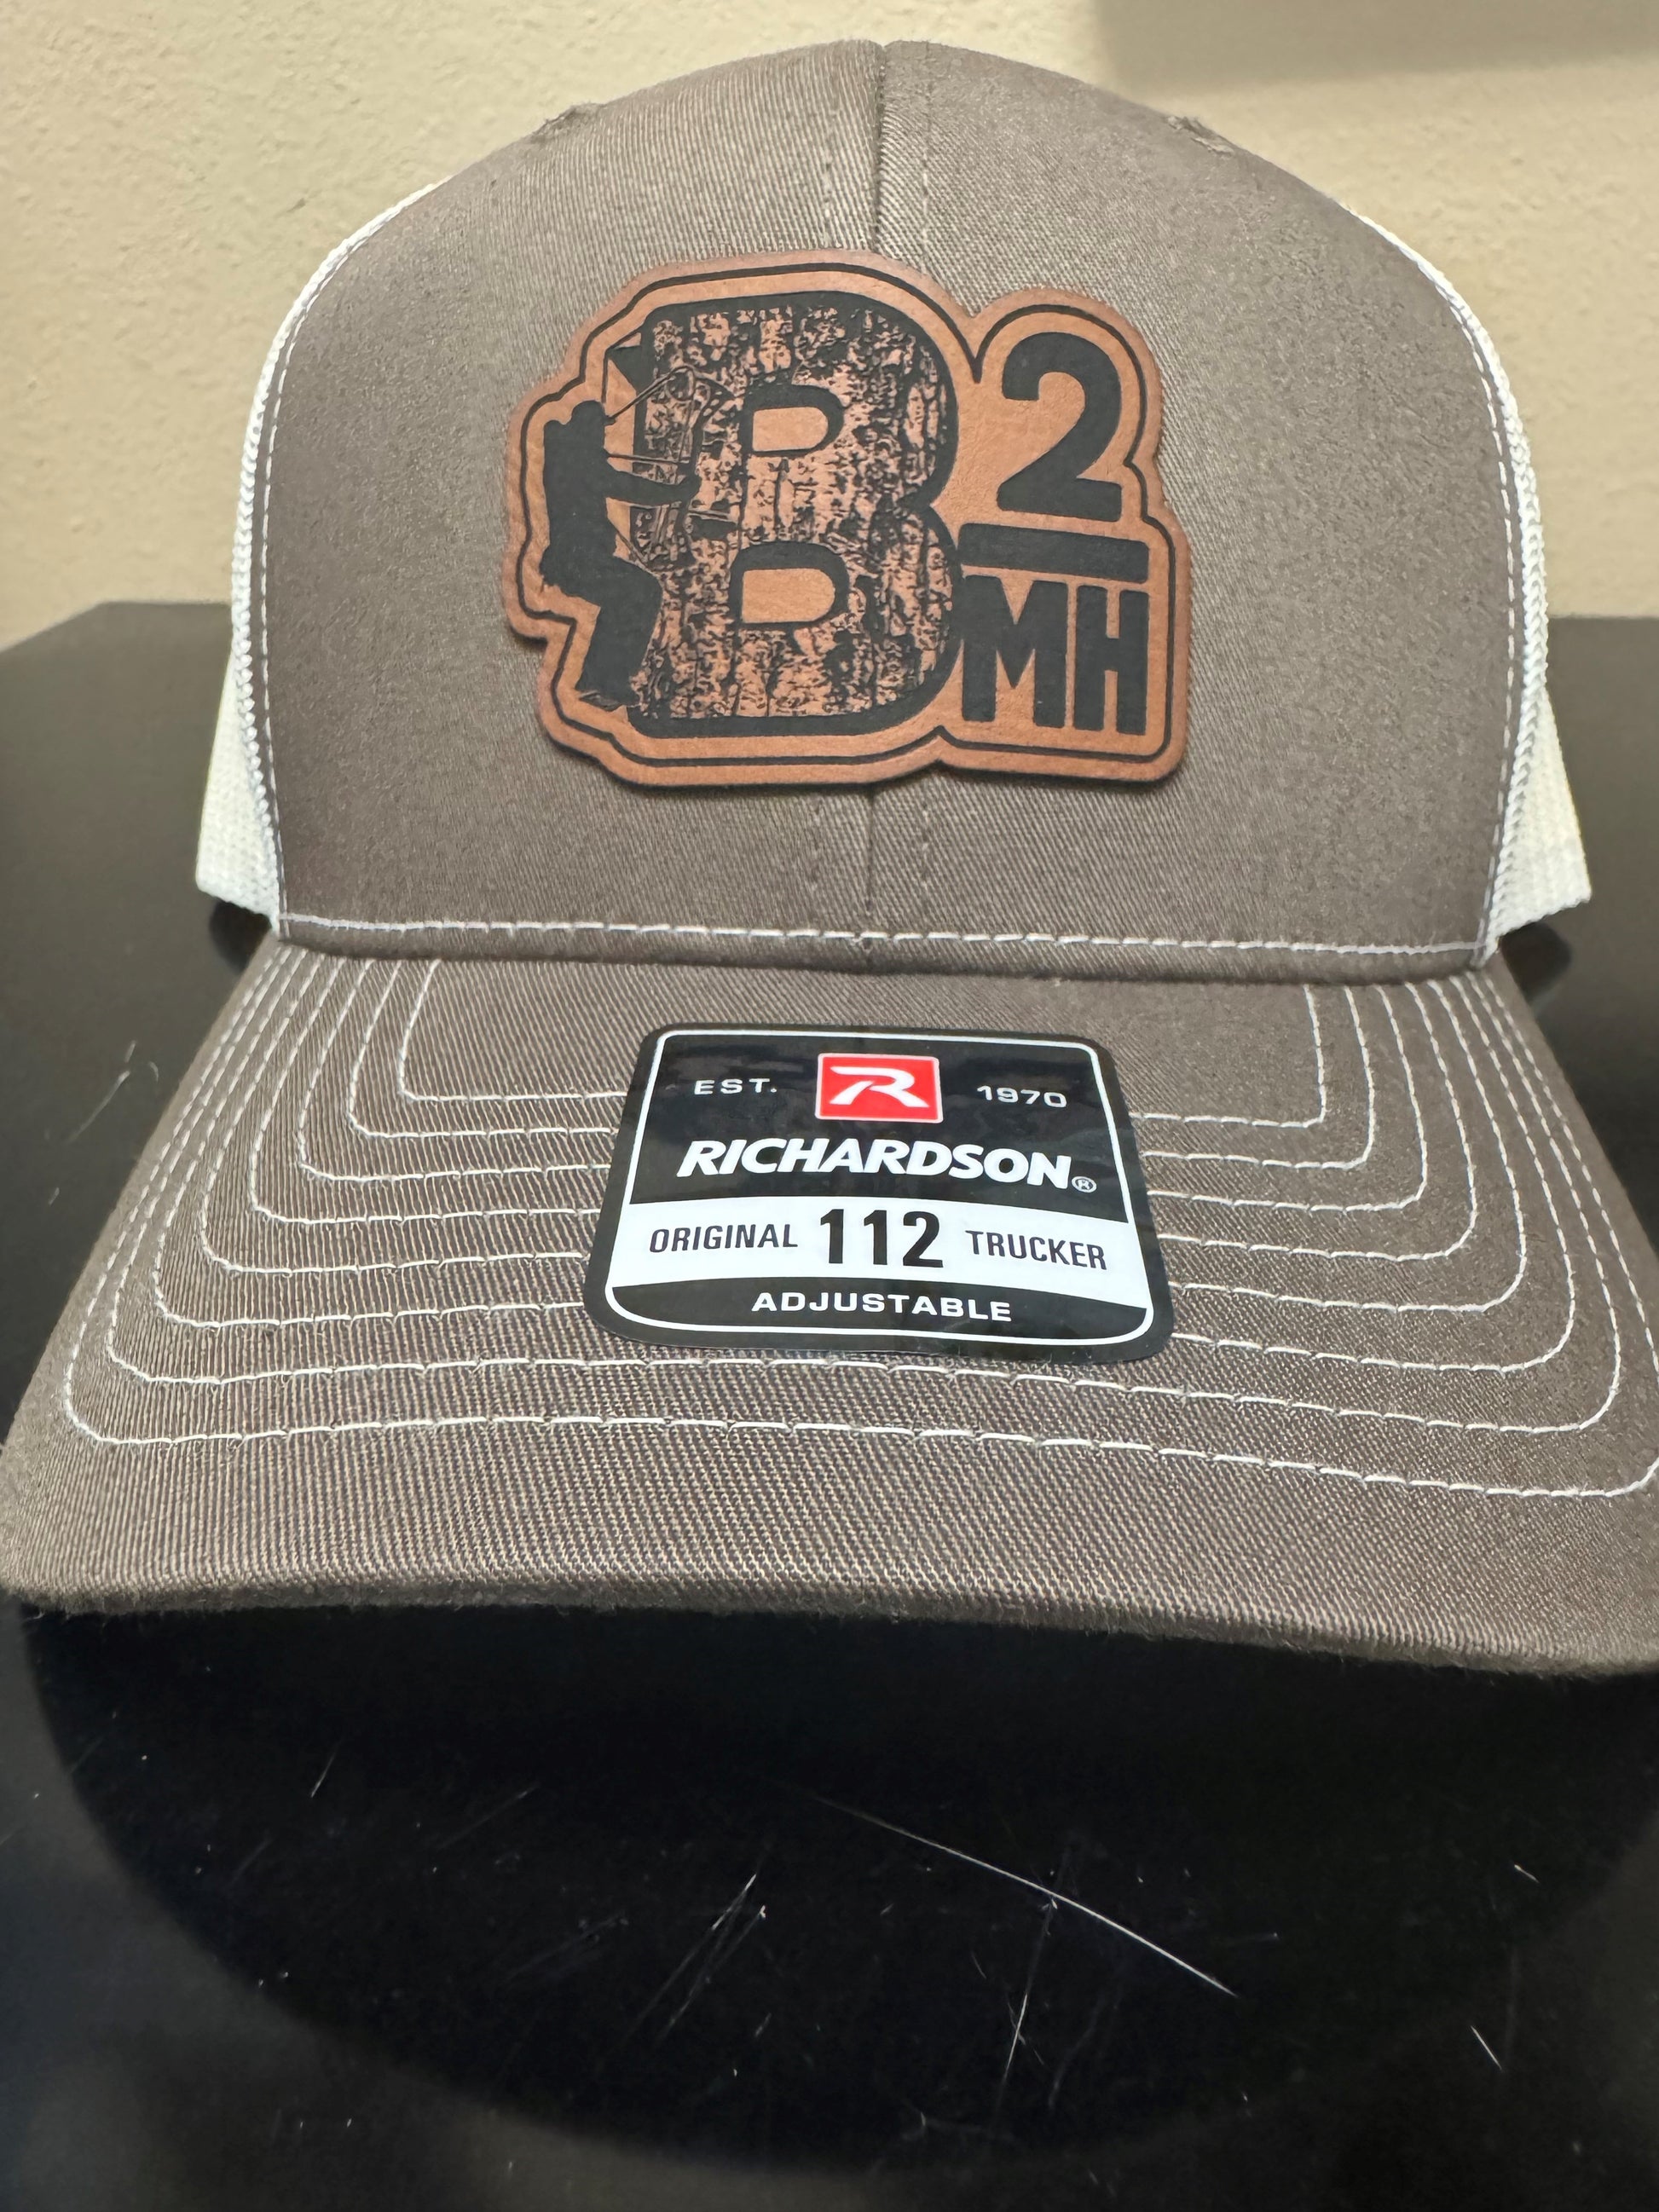 B 2
MH
EST. R 1970
RICHARDSON®
ORIGINAL 112 TRUCKER
ADJUSTABLE